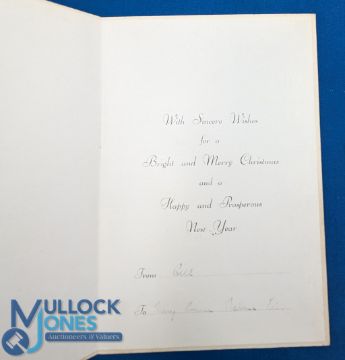 With Sincere Wishes
for a
Bright and Merry Christmas
and a
Happy and Prosperous
New Year
From Bill
To
MULLOCK
JONES
Auctioneers & Valuers